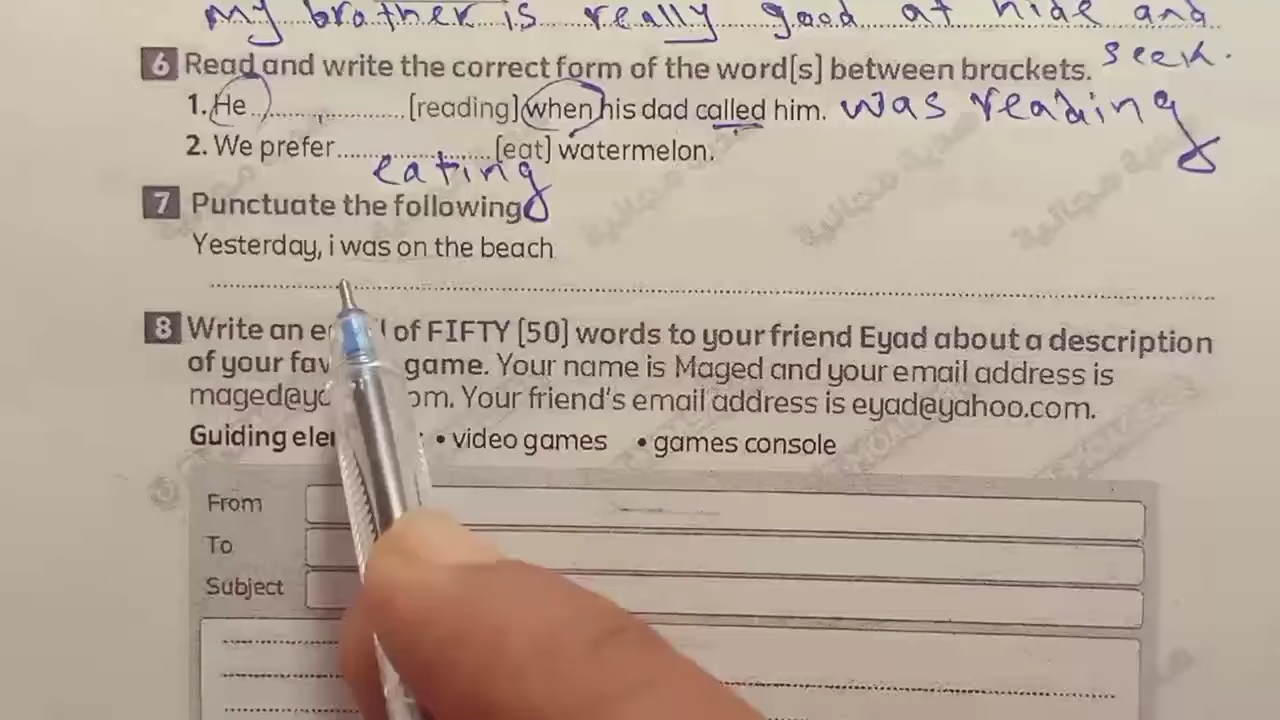 My brother is really good at hide and
seek.
6 Read and write the correct form of the word[s] between brackets.
1. He .................... [reading] when his dad called him. was reading
2. We prefer .................... [eat] watermelon.
eating
7 Punctuate the following
Yesterday, i was on the beach
8 Write an of FIFTY [50] words to your friend Eyad about a description
of your game. Your name is Maged and your email address is
Your friend's email address is eyad@yahoo.com.
Guiding • video games • games console
From
To
Subject